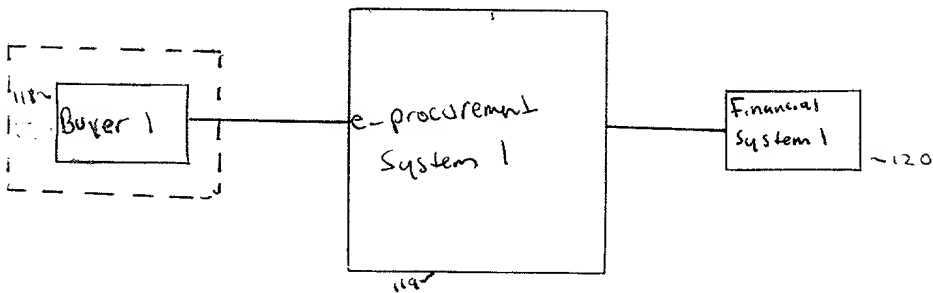 118~
Buyer 1
e-procurement
System 1
119~
Financial
System 1
~120